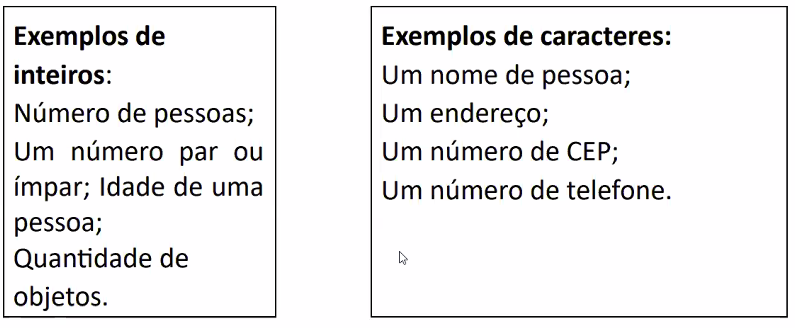 Exemplos de
inteiros:
Número de pessoas;
Um número par ou
ímpar; Idade de uma
pessoa;
Quantidade de
objetos.
Exemplos de caracteres:
Um nome de pessoa;
Um endereço;
Um número de CEP;
Um número de telefone.